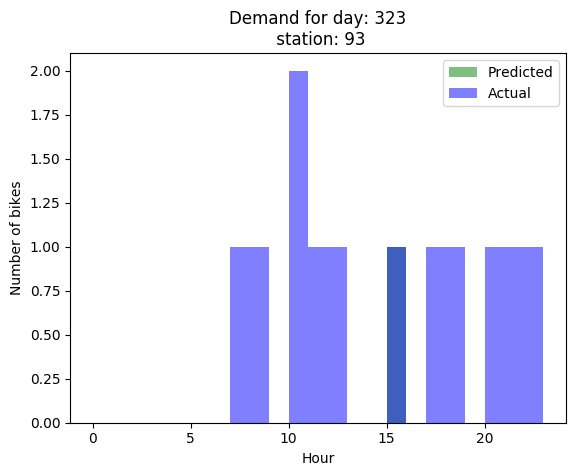 Demand for day: 323
station: 93
Predicted
Actual
Number of bikes
2.00
1.75
1.50
1.25
1.00
0.75
0.50
0.25
0.00
0 5 10 15 20
Hour